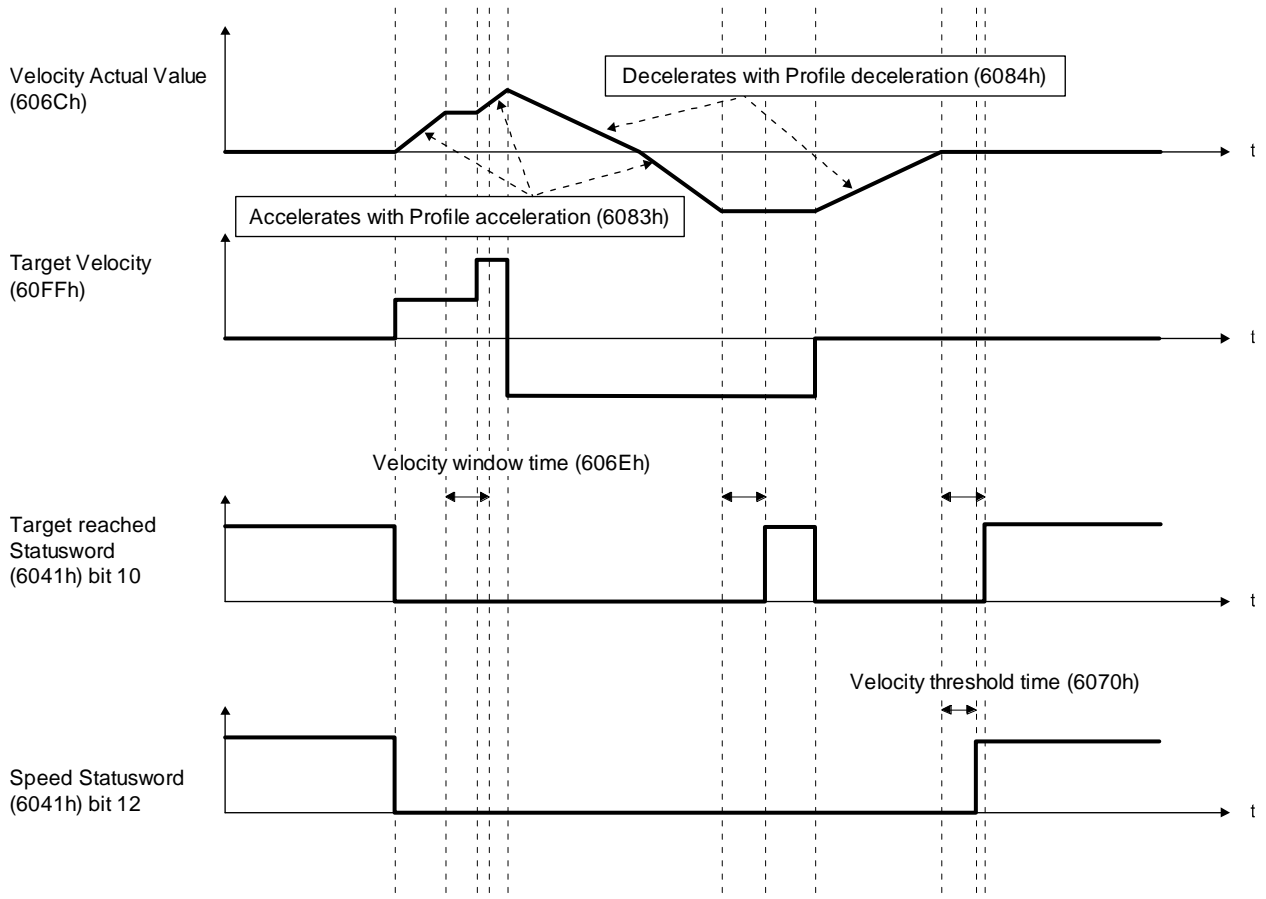 Velocity Actual Value
(606Ch)
Decelerates with Profile deceleration (6084h)
t
Accelerates with Profile acceleration (6083h)
Target Velocity
(60FFh)
t
Velocity window time (606Eh)
Target reached
Statusword
(6041h) bit 10
t
Velocity threshold time (6070h)
Speed Statusword
(6041h) bit 12
t